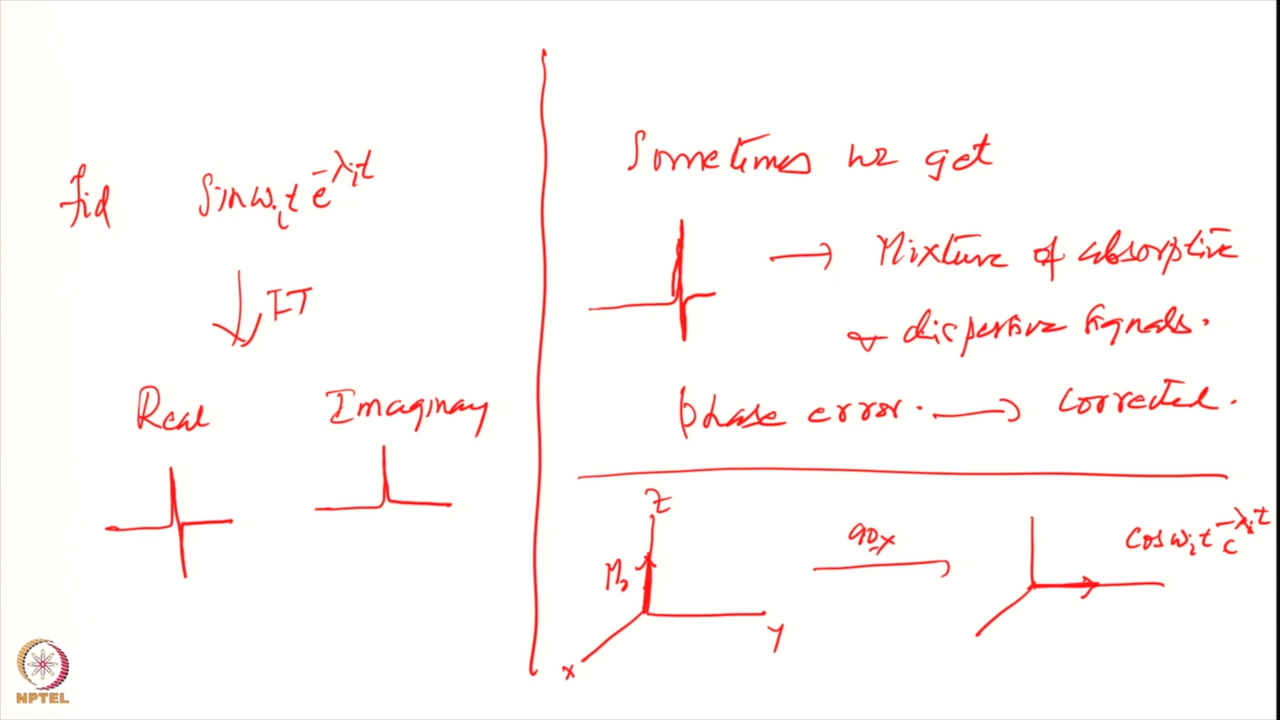 fid Sinωᵢt e^-λᵢt
FT
Real Imaginay
Sometimes we get
→ Mixture of absorptive
& dispersive signals.
phase error. → corrected.
Z
M₀
Y
X
90x
cosωᵢt e^-λᵢt
NPTEL